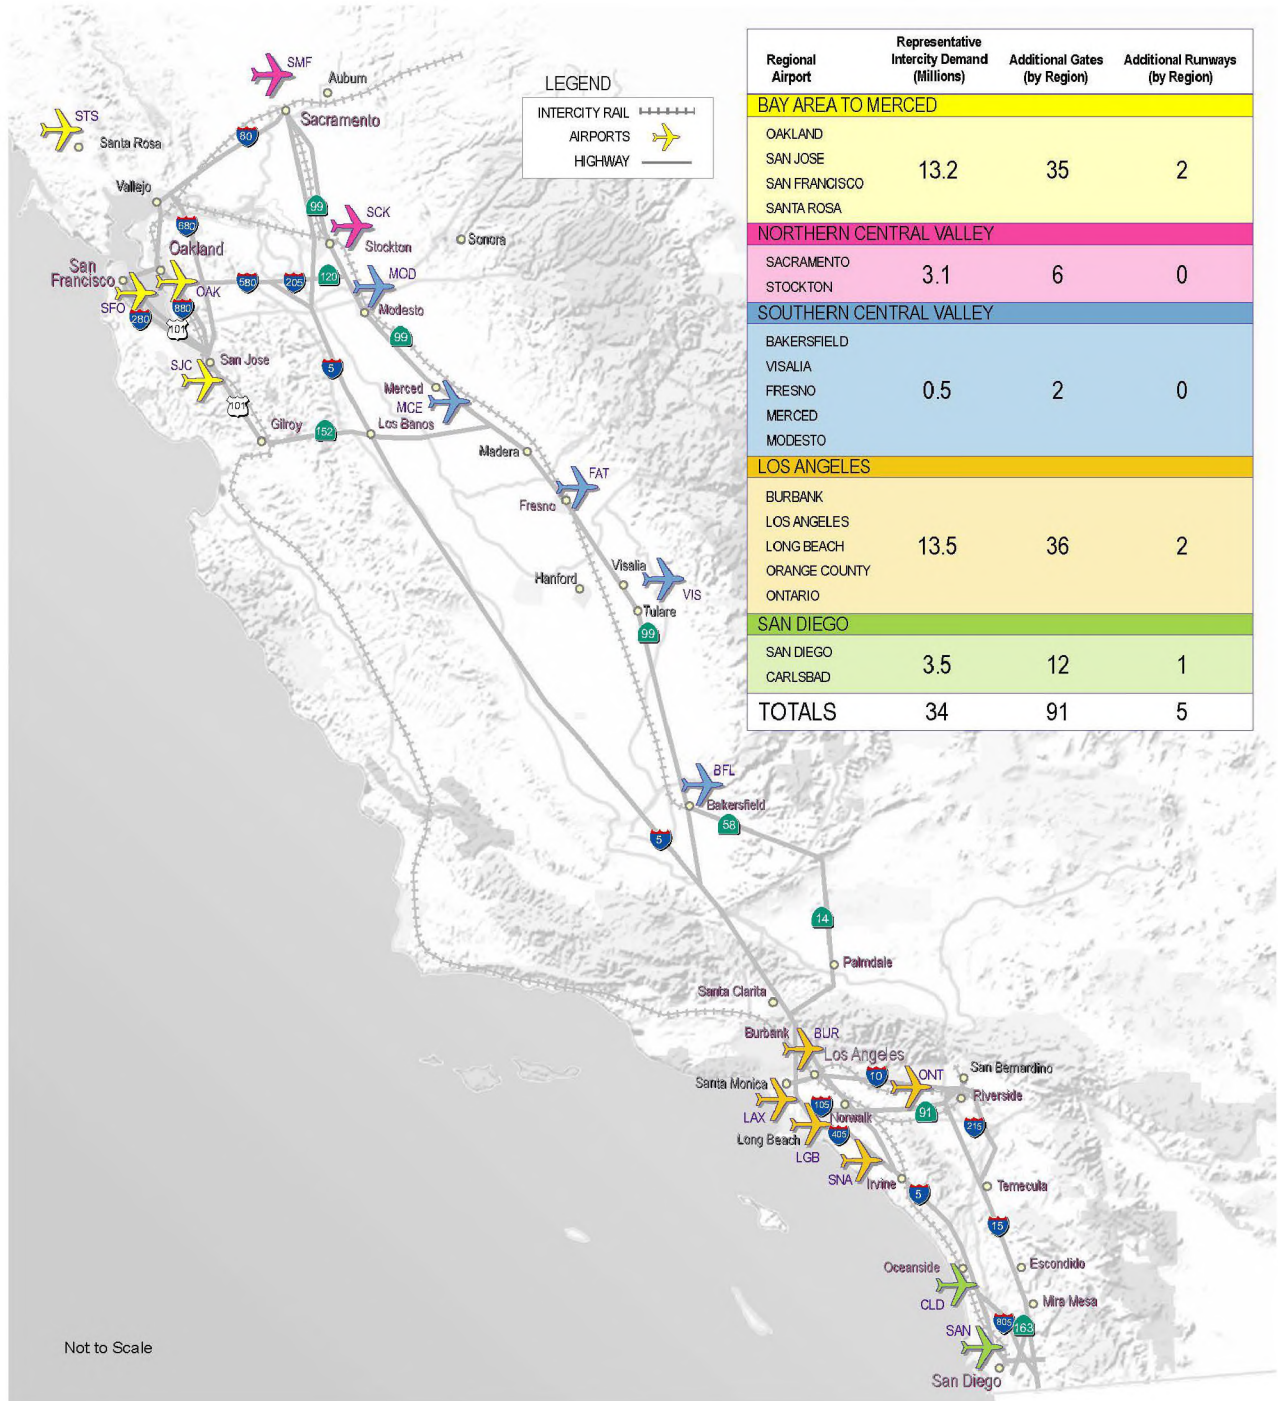 SMF
Auburn
STS
Sacramento
80
Santa Rosa
Vallejo
99
SCK
680
Stockton
Sonora
Oakland
San
Francisco
580
205
120
MOD
SFO
OAK
880
280
101
Modesto
99
SJC
San Jose
5
Merced
MCE
101
Gilroy
152
Los Banos
Madera
FAT
Fresno
Visalia
Hanford
VIS
Tulare
99
BFL
Bakersfield
58
5
14
Palmdale
Santa Clarita
Burbank
BUR
Los Angeles
San Bernardino
10
ONT
Santa Monica
Riverside
LAX
105
Norwalk
91
215
Long Beach
405
LGB
SNA
Irvine
5
Temecula
15
Oceanside
Escondido
CLD
Mira Mesa
805
163
SAN
San Diego
Not to Scale
LEGEND
INTERCITY RAIL
AIRPORTS
HIGHWAY
Regional Airport Representative Intercity Demand (Millions) Additional Gates (by Region) Additional Runways (by Region)
BAY AREA TO MERCED
OAKLAND
SAN JOSE
SAN FRANCISCO
SANTA ROSA
13.2 35 2
NORTHERN CENTRAL VALLEY
SACRAMENTO
STOCKTON
3.1 6 0
SOUTHERN CENTRAL VALLEY
BAKERSFIELD
VISALIA
FRESNO
MERCED
MODESTO
0.5 2 0
LOS ANGELES
BURBANK
LOS ANGELES
LONG BEACH
ORANGE COUNTY
ONTARIO
13.5 36 2
SAN DIEGO
SAN DIEGO
CARLSBAD
3.5 12 1
TOTALS 34 91 5